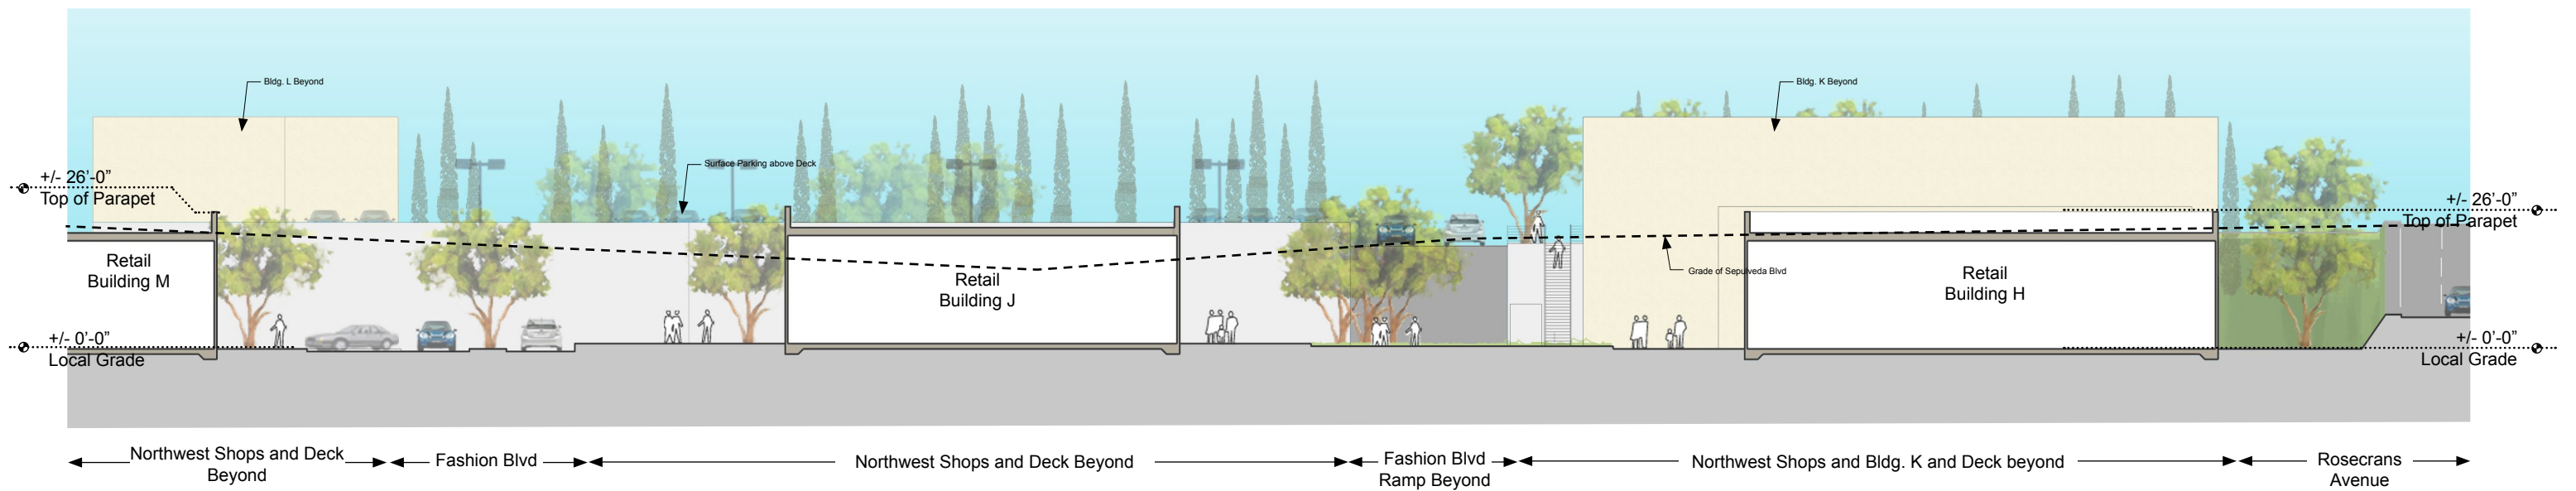 Bldg. L Beyond
Bldg. K Beyond
Surface Parking above Deck
+/- 26'-0”
Top of Parapet
+/- 26'-0”
Top of Parapet
Retail
Building M
Retail
Building J
Grade of Sepulveda Blvd
Retail
Building H
+/- 0'-0”
Local Grade
+/- 0'-0”
Local Grade
Northwest Shops and Deck
Beyond
Fashion Blvd
Northwest Shops and Deck Beyond
Fashion Blvd
Ramp Beyond
Northwest Shops and Bldg. K and Deck beyond
Rosecrans
Avenue